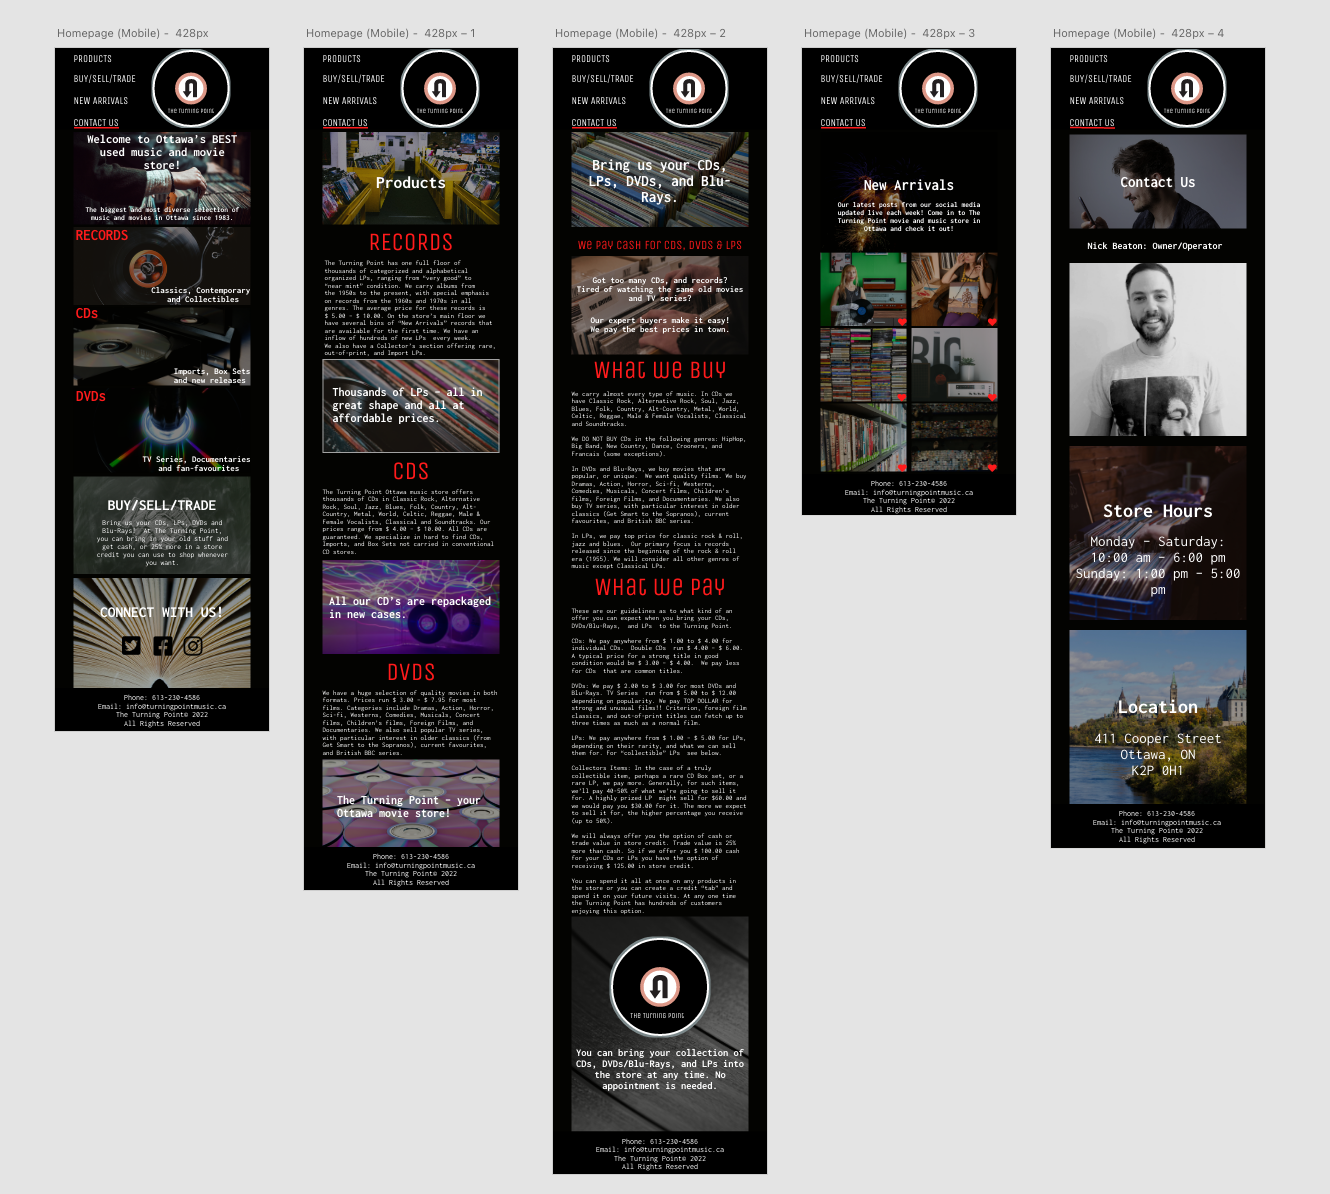 Homepage (Mobile) - 428px
PRODUCTS
BUY/SELL/TRADE
NEW ARRIVALS
CONTACT US
The Turning Point
Welcome to Ottawa's BEST
used music and movie
store!
The biggest and most diverse selection of
music and movies in Ottawa since 1983.
RECORDS
Classics, Contemporary
and Collectibles
CDs
Imports, Box Sets
and new releases
DVDs
TV Series, Documentaries
and fan-favourites
BUY/SELL/TRADE
Bring us your CDs, LPs, DVDs and
Blu-Rays! At The Turning Point,
you can bring in your old stuff and
get cash, or 25% more in a store
credit you can use to shop whenever
you want.
CONNECT WITH US!
Phone: 613-230-4586
Email: info@turningpointmusic.ca
The Turning Point© 2022
All Rights Reserved
Homepage (Mobile) - 428px – 1
PRODUCTS
BUY/SELL/TRADE
NEW ARRIVALS
CONTACT US
The Turning Point
Products
RECORDS
The Turning Point has one full floor of
thousands of categorized and alphabetical
organized LPs, ranging from "very good" to
"near mint" condition. We carry albums from
the 1950s to the present, with special emphasis
on records from the 1960s and 1970s in all
genres. The average price for these records is
$ 5.00 - $ 10.00. On the store's main floor we
have several bins of "New Arrivals" records that
are available for the first time. We have an
inflow of hundreds of new LPs every week.
We also have a Collector's section offering rare,
out-of-print, and Import LPs.
Thousands of LPs – all in
great shape and all at
affordable prices.
CDS
The Turning Point Ottawa music store offers
thousands of CDs in Classic Rock, Alternative
Rock, Soul, Jazz, Blues, Folk, Country, Alt-
Country, Metal, World, Celtic, Reggae, Male &
Female Vocalists, Classical and Soundtracks. Our
prices range from $ 4.00 - $ 10.00. All CDs are
guaranteed. We specialize in hard to find CDs,
Imports, and Box Sets not carried in conventional
CD stores.
All our CD's are repackaged
in new cases.
DVDS
We have a huge selection of quality movies in both
formats. Prices run $ 3.00 - $ 7.95 for most
films. Categories include Dramas, Action, Horror,
Sci-fi, Westerns, Comedies, Musicals, Concert
films, Children's films, Foreign Films, and
Documentaries. We also sell popular TV series,
with particular interest in older classics (from
Get Smart to the Sopranos), current favourites,
and British BBC series.
The Turning Point – your
Ottawa movie store!
Phone: 613-230-4586
Email: info@turningpointmusic.ca
The Turning Point© 2022
All Rights Reserved
Homepage (Mobile) - 428px – 2
PRODUCTS
BUY/SELL/TRADE
NEW ARRIVALS
CONTACT US
The Turning Point
Bring us your CDs,
LPs, DVDs, and Blu-
Rays.
We Pay Cash for CDs, DVDs & LPs
Got too many CDs, and records?
Tired of watching the same old movies
and TV series?
Our expert buyers make it easy!
We pay the best prices in town.
What We Buy
We carry almost every type of music. In CDs we
have Classic Rock, Alternative Rock, Soul, Jazz,
Blues, Folk, Country, Alt-Country, Metal, World,
Celtic, Reggae, Male & Female Vocalists, Classical
and Soundtracks.
We DO NOT BUY CDs in the following genres: HipHop,
Big Band, New Country, Dance, Crooners, and
Francais (some exceptions).
In DVDs and Blu-Rays, we buy movies that are
popular, or unique. We want quality films. We buy
Dramas, Action, Horror, Sci-fi, Westerns,
Comedies, Musicals, Concert films, Children's
films, Foreign Films, and Documentaries. We also
buy TV series, with particular interest in older
classics (Get Smart to the Sopranos), current
favourites, and British BBC series.
In LPs, we pay top price for classic rock & roll,
jazz and blues. Our primary focus is records
released since the beginning of the rock & roll
era (1955). We will consider all other genres of
music except Classical LPs.
What We Pay
These are our guidelines as to what kind of an
offer you can expect when you bring your CDs,
DVDs/Blu-Rays, and LPs to the Turning Point.
CDs: We pay anywhere from $ 1.00 to $ 4.00 for
individual CDs. Double CDs run $ 4.00 - $ 6.00.
A typical price for a strong title in good
condition would be $ 3.00 - $ 4.00. We pay less
for CDs that are common titles.
DVDs: We pay $ 2.00 to $ 3.00 for most DVDs and
Blu-Rays. TV Series run from $ 5.00 to $ 12.00
depending on popularity. We pay TOP DOLLAR for
strong and unusual films!! Criterion, foreign film
classics, and out-of-print titles can fetch up to
three times as much as a normal film.
LPs: We pay anywhere from $ 1.00 - $ 5.00 for LPs,
depending on their rarity, and what we can sell
them for. For "collectible" LPs see below.
Collectors Items: In the case of a truly
collectible item, perhaps a rare CD Box set, or a
rare LP, we pay more. Generally, for such items,
we'll pay 40-50% of what we're going to sell it
for. A highly prized LP might sell for $60.00 and
we would pay you $30.00 for it. The more we expect
to sell it for, the higher percentage you receive
(up to 50%).
We will always offer you the option of cash or
trade value in store credit. Trade value is 25%
more than cash. So if we offer you $ 100.00 cash
for your CDs or LPs you have the option of
receiving $ 125.00 in store credit.
You can spend it all at once on any products in
the store or you can create a credit "tab" and
spend it on your future visits. At any one time
the Turning Point has hundreds of customers
enjoying this option.
The Turning Point
You can bring your collection of
CDs, DVDs/Blu-Rays, and LPs into
the store at any time. No
appointment is needed.
Phone: 613-230-4586
Email: info@turningpointmusic.ca
The Turning Point© 2022
All Rights Reserved
Homepage (Mobile) - 428px – 3
PRODUCTS
BUY/SELL/TRADE
NEW ARRIVALS
CONTACT US
The Turning Point
New Arrivals
Our latest posts from our social media
updated live each week! Come in to The
Turning Point movie and music store in
Ottawa and check it out!
BIG
Phone: 613-230-4586
Email: info@turningpointmusic.ca
The Turning Point© 2022
All Rights Reserved
Homepage (Mobile) - 428px – 4
PRODUCTS
BUY/SELL/TRADE
NEW ARRIVALS
CONTACT US
The Turning Point
Contact Us
Nick Beaton: Owner/Operator
Store Hours
Monday – Saturday:
10:00 am – 6:00 pm
Sunday: 1:00 pm – 5:00
pm
Location
411 Cooper Street
Ottawa, ON
K2P 0H1
Phone: 613-230-4586
Email: info@turningpointmusic.ca
The Turning Point© 2022
All Rights Reserved